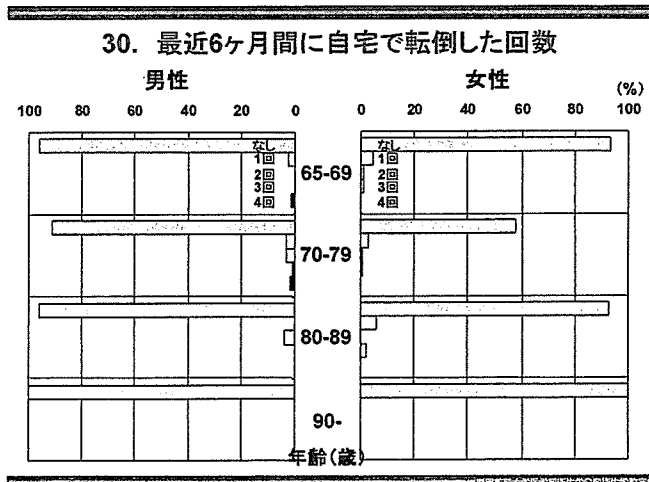 30. 最近6ヶ月間に自宅で転倒した回数
男性
女性
(%)
100 80 60 40 20 0
0 20 40 60 80 100
なし
1回
2回
3回
4回
なし
1回
2回
3回
4回
65-69
70-79
80-89
90-
年齢(歳)